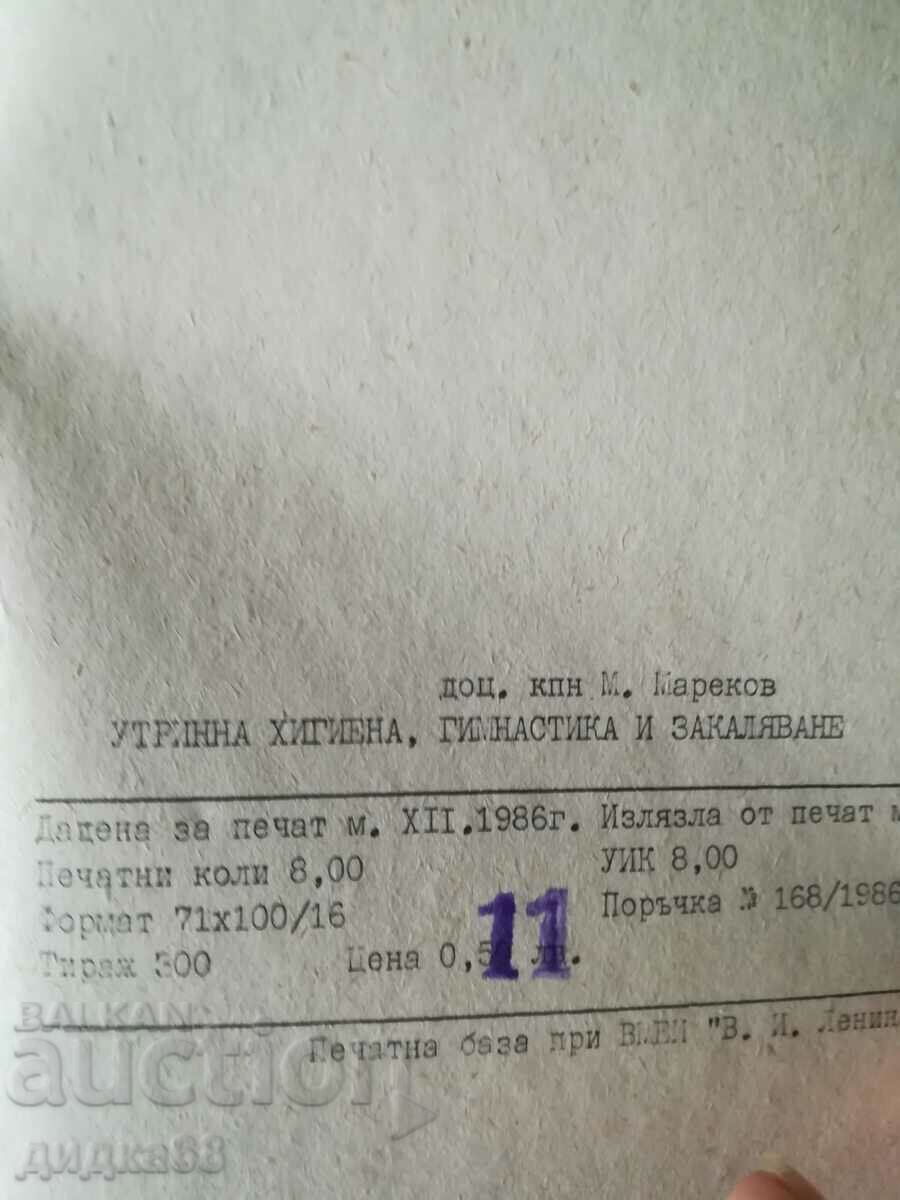 доц. кпн М. Мареков
УТРИННА ХИГИЕНА, ГИМНАСТИКА И ЗАКАЛЯВАНЕ
Дадена за печат м. XII.1986г. Излязла от печат м
Печатни коли 8,00 УИК 8,00
Формат 71x100/16 Поръчка № 168/1986
Тираж 300 Цена 0,5 лв.
11
Печатна база при ВМЕИ "В. И. Ленин
BALKAN
auction
дидка68